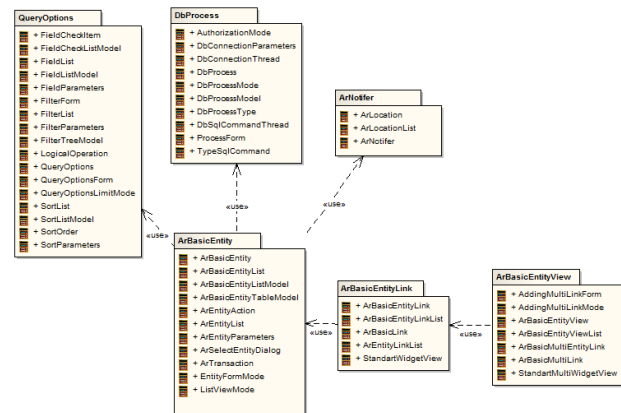 QueryOptions
+ FieldCheckItem
+ FieldCheckListModel
+ FieldList
+ FieldListModel
+ FieldParameters
+ FilterForm
+ FilterList
+ FilterParameters
+ FilterTreeModel
+ LogicalOperation
+ QueryOptions
+ QueryOptionsForm
+ QueryOptionsLimitMode
+ SortList
+ SortListModel
+ SortOrder
+ SortParameters
DbProcess
+ AuthorizationMode
+ DbConnectionParameters
+ DbConnectionThread
+ DbProcess
+ DbProcessMode
+ DbProcessModel
+ DbProcessType
+ DbSqlCommandThread
+ ProcessForm
+ TypeSqlCommand
ArNotifer
+ ArLocation
+ ArLocationList
+ ArNotifer
«use»
«use»
«use»
ArBasicEntity
+ ArBasicEntity
+ ArBasicEntityList
+ ArBasicEntityListModel
+ ArBasicEntityTableModel
+ ArEntityAction
+ ArEntityList
+ ArEntityParameters
+ ArSelectEntityDialog
+ ArTransaction
+ EntityFormMode
+ ListViewMode
«use»
ArBasicEntityLink
+ ArBasicEntityLink
+ ArBasicEntityLinkList
+ ArBasicLink
+ ArEntityLinkList
+ StandartWidgetView
«use»
ArBasicEntityView
+ AddingMultiLinkForm
+ AddingMultiLinkMode
+ ArBasicEntityView
+ ArBasicEntityViewList
+ ArBasicMultiEntityLink
+ ArBasicMultiLink
+ StandartMultiWidgetView